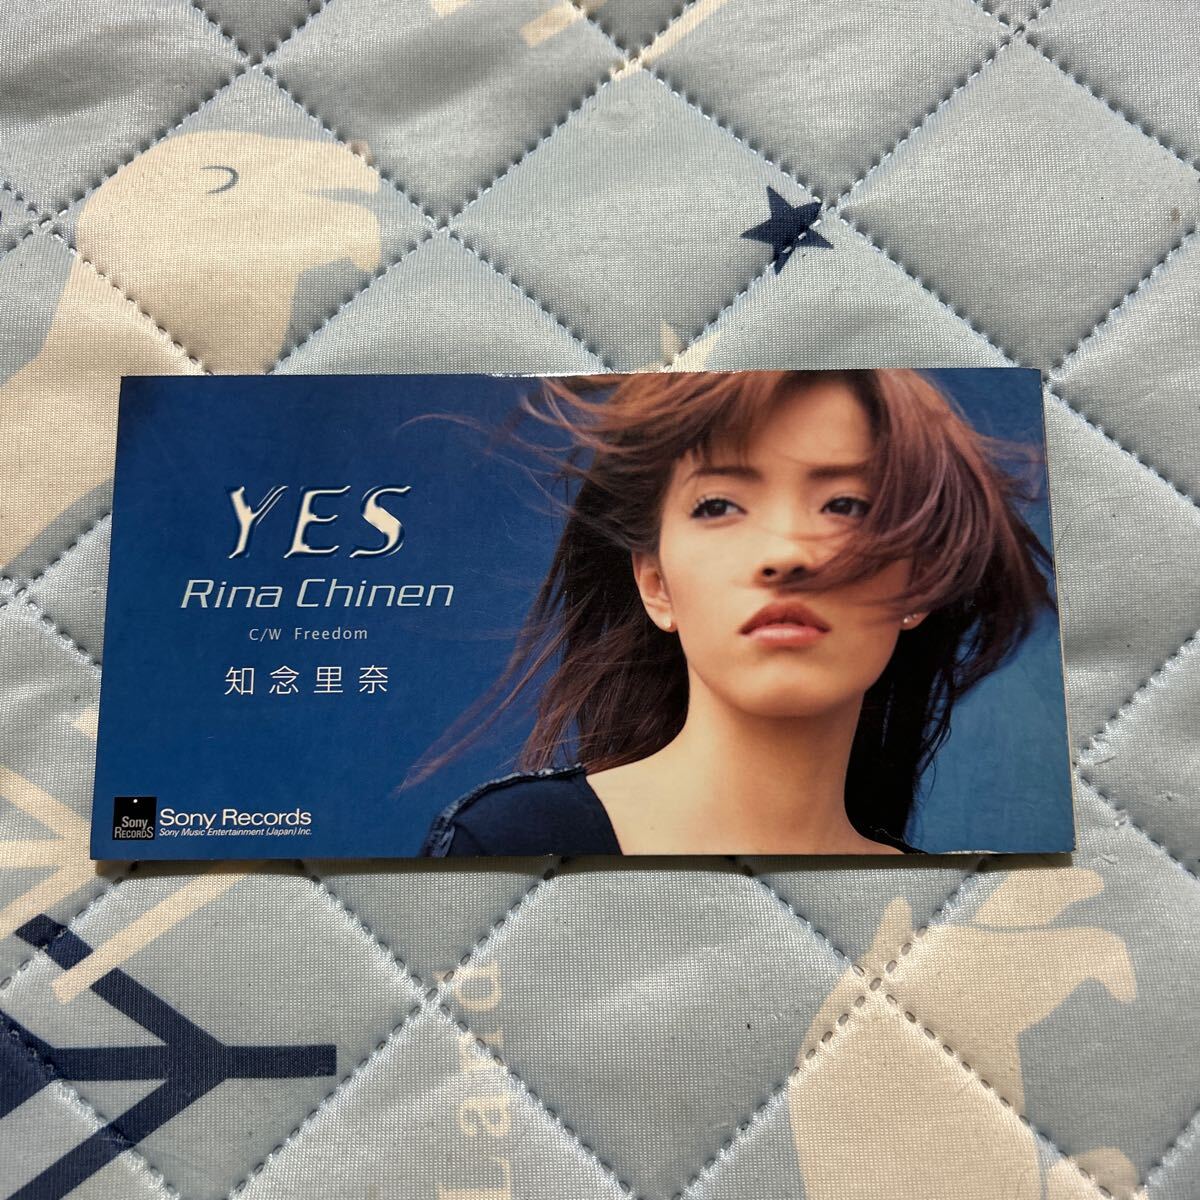 YES
Rina Chinen
C/W Freedom
知念里奈
Sony
RECORDS
Sony Records
Sony Music Entertainment (Japan) Inc.